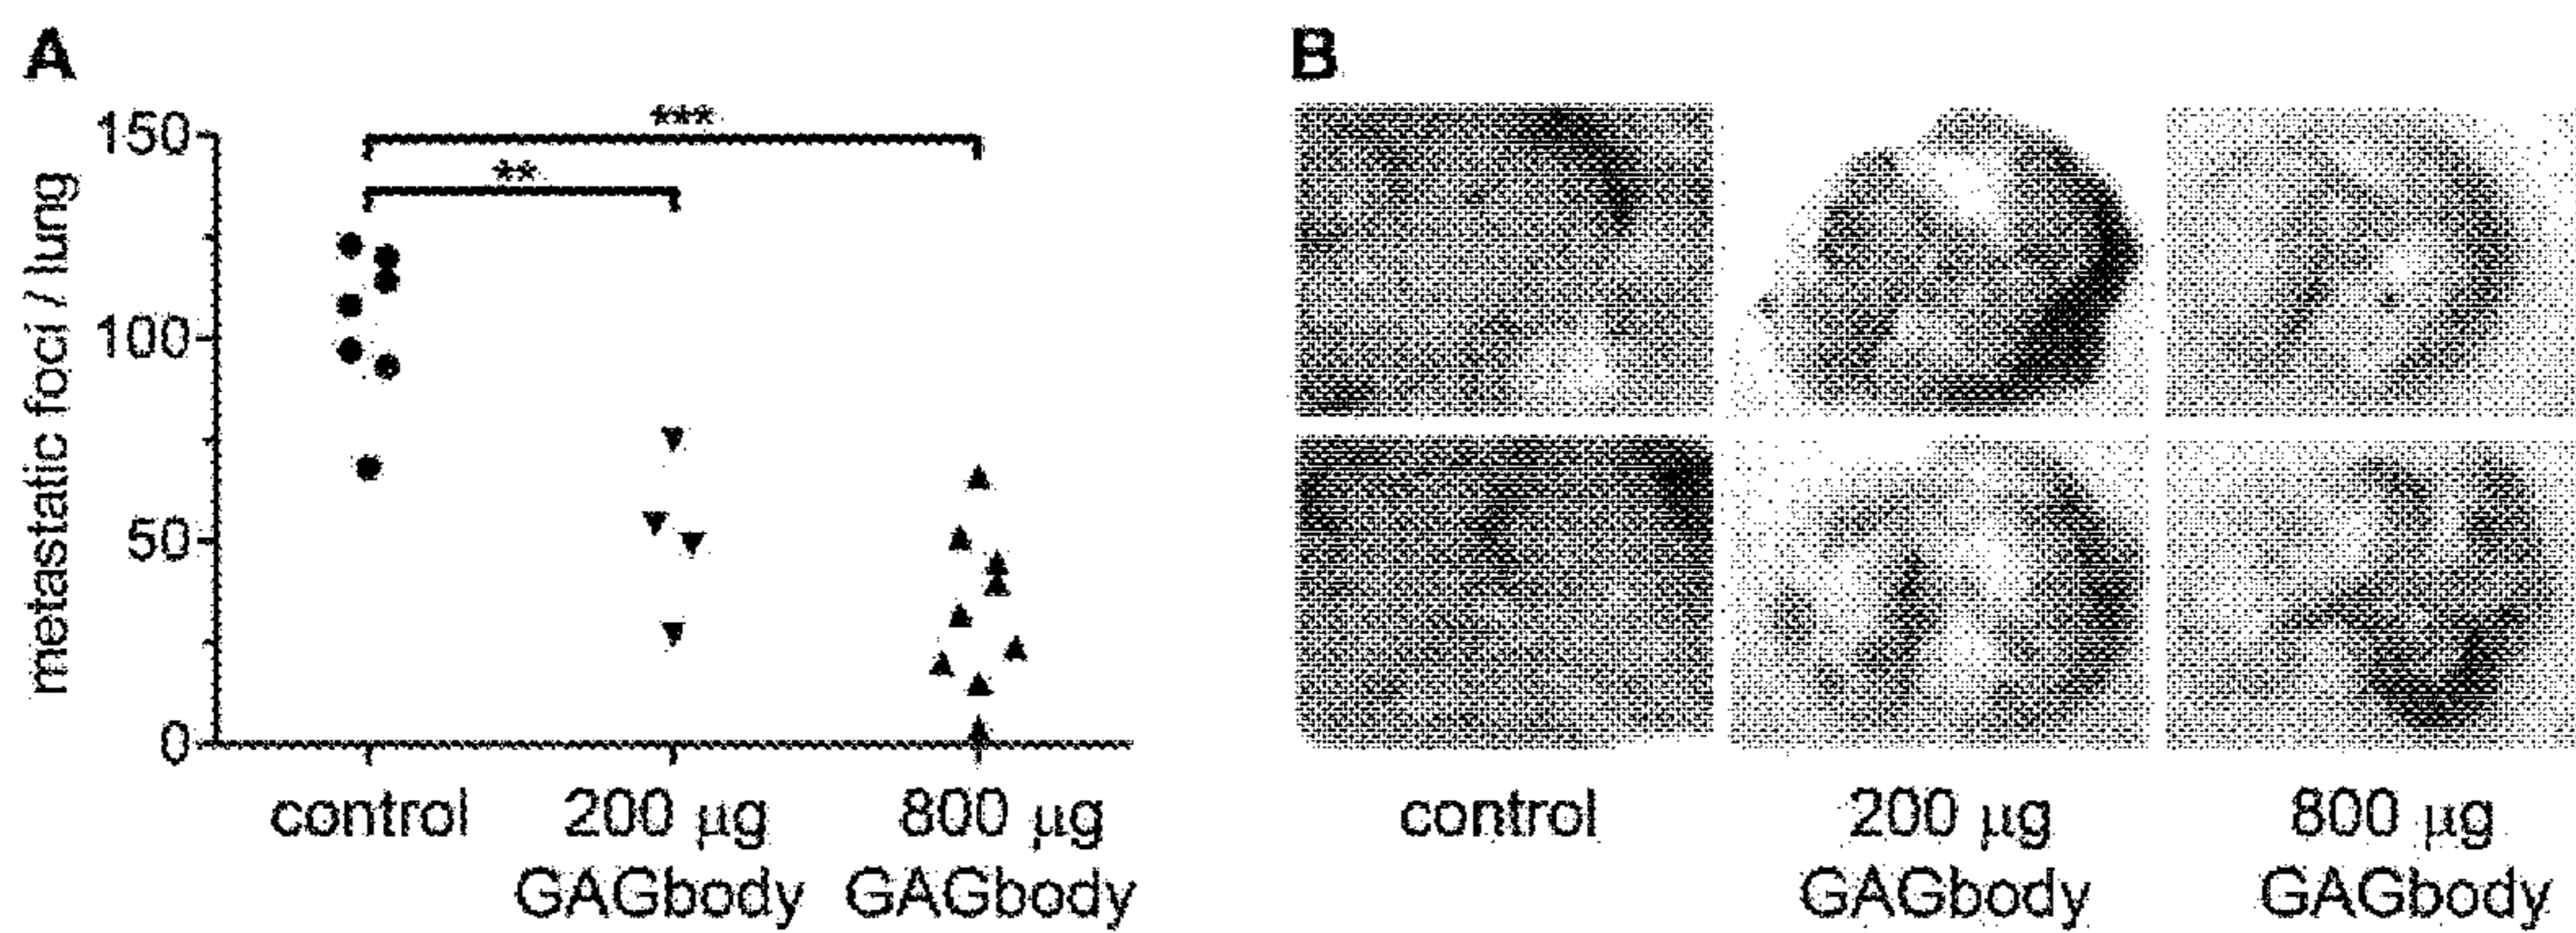 A
B
150
100
50
0
metastatic foci / lung
***
**
control
200 µg
GAGbody
800 µg
GAGbody
control
200 µg
GAGbody
800 µg
GAGbody